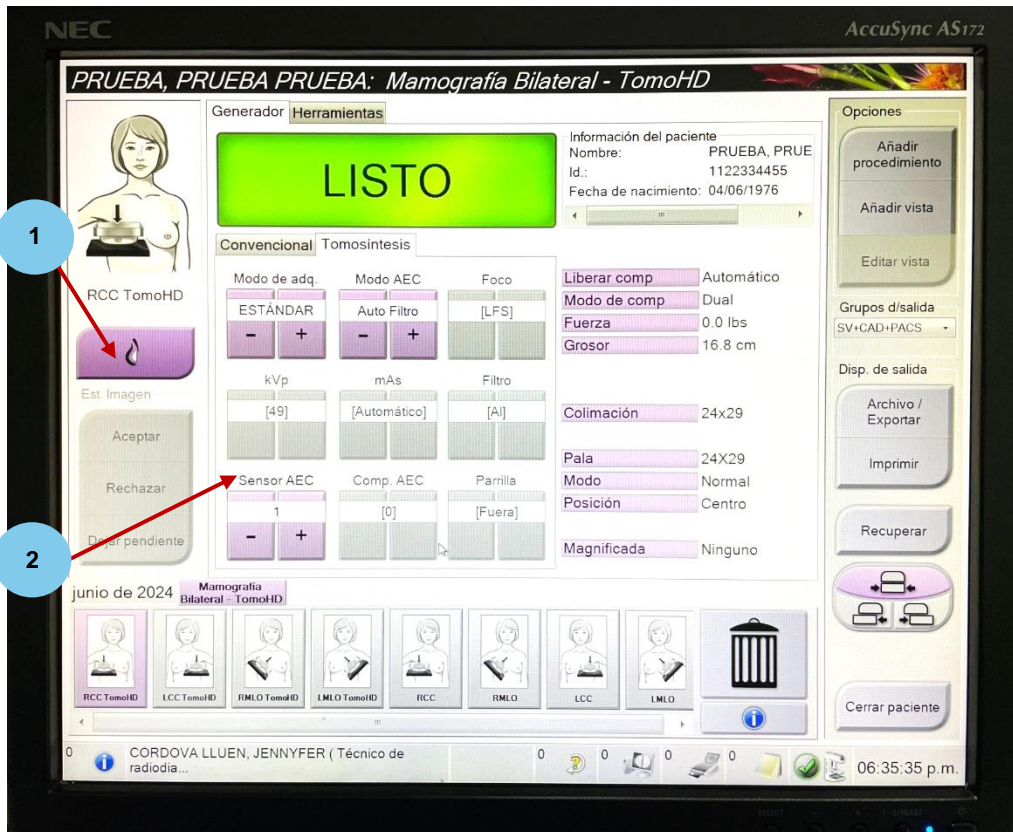 NEC
AccuSync AS172
PRUEBA, PRUEBA PRUEBA: Mamografía Bilateral - TomoHD
RCC TomoHD
Est. Imagen
Aceptar
Rechazar
Dejar pendiente
1
2
Generador Herramientas
LISTO
Información del paciente
Nombre: PRUEBA, PRUE
Id.: 1122334455
Fecha de nacimiento: 04/06/1976
Convencional Tomosíntesis
Modo de adq. Modo AEC Foco
ESTÁNDAR Auto Filtro [LFS]
- + - +
kVp mAs Filtro
[49] [Automático] [Al]
Sensor AEC Comp. AEC Parrilla
1 [0] [Fuera]
- +
Liberar comp Automático
Modo de comp Dual
Fuerza 0.0 lbs
Grosor 16.8 cm
Colimación 24x29
Pala 24X29
Modo Normal
Posición Centro
Magnificada Ninguno
Opciones
Añadir
procedimiento
Añadir vista
Editar vista
Grupos d/salida
SV+CAD+PACS
Disp. de salida
Archivo /
Exportar
Imprimir
Recuperar
Cerrar paciente
junio de 2024
Mamografía
Bilateral - TomoHD
RCC TomoHD LCC TomoHD RMLO TomoHD LMLO TomoHD RCC RMLO LCC LMLO
0 CORDOVA LLUEN, JENNYFER ( Técnico de
radiodia...
0 0 0 0
06:35:35 p.m.